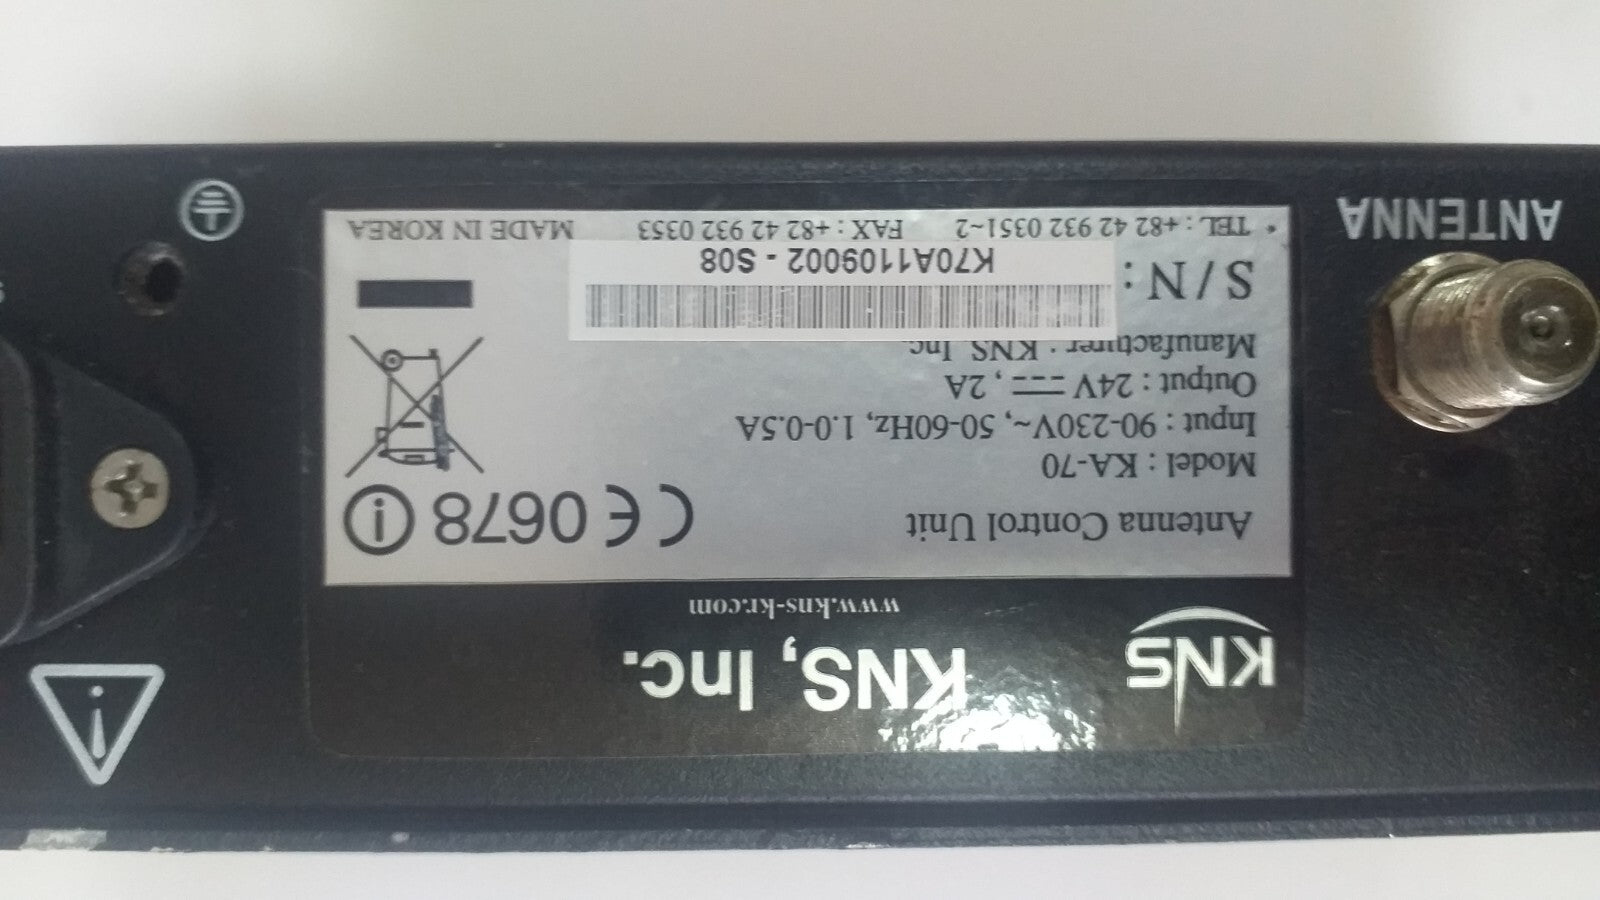 KNS
KNS, Inc.
www.kns-kr.com
Antenna Control Unit
CE 0678
Model : KA-70
Input : 90-230V~, 50-60Hz, 1.0-0.5A
Output : 24V ⎓, 2A
Manufacturer : KNS, Inc.
S/N :
K70A1109002 - S08
* TEL : +82 42 932 0351~2 FAX : +82 42 932 0353 MADE IN KOREA
ANTENNA